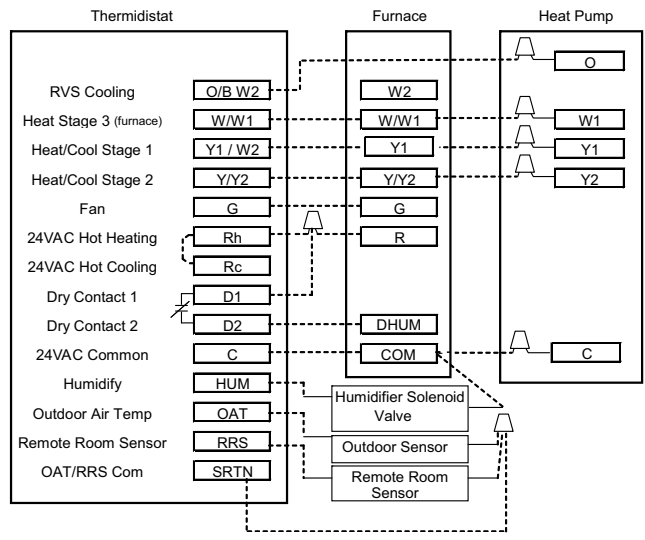 Thermidistat Furnace Heat Pump
O
RVS Cooling O/B W2 W2
Heat Stage 3 (furnace) W/W1 W/W1 W1
Heat/Cool Stage 1 Y1 / W2 Y1 Y1
Heat/Cool Stage 2 Y/Y2 Y/Y2 Y2
Fan G G
24VAC Hot Heating Rh R
24VAC Hot Cooling Rc
Dry Contact 1 D1
Dry Contact 2 D2 DHUM
24VAC Common C COM C
Humidify HUM
Humidifier Solenoid
Valve
Outdoor Air Temp OAT
Remote Room Sensor RRS Outdoor Sensor
OAT/RRS Com SRTN Remote Room
Sensor